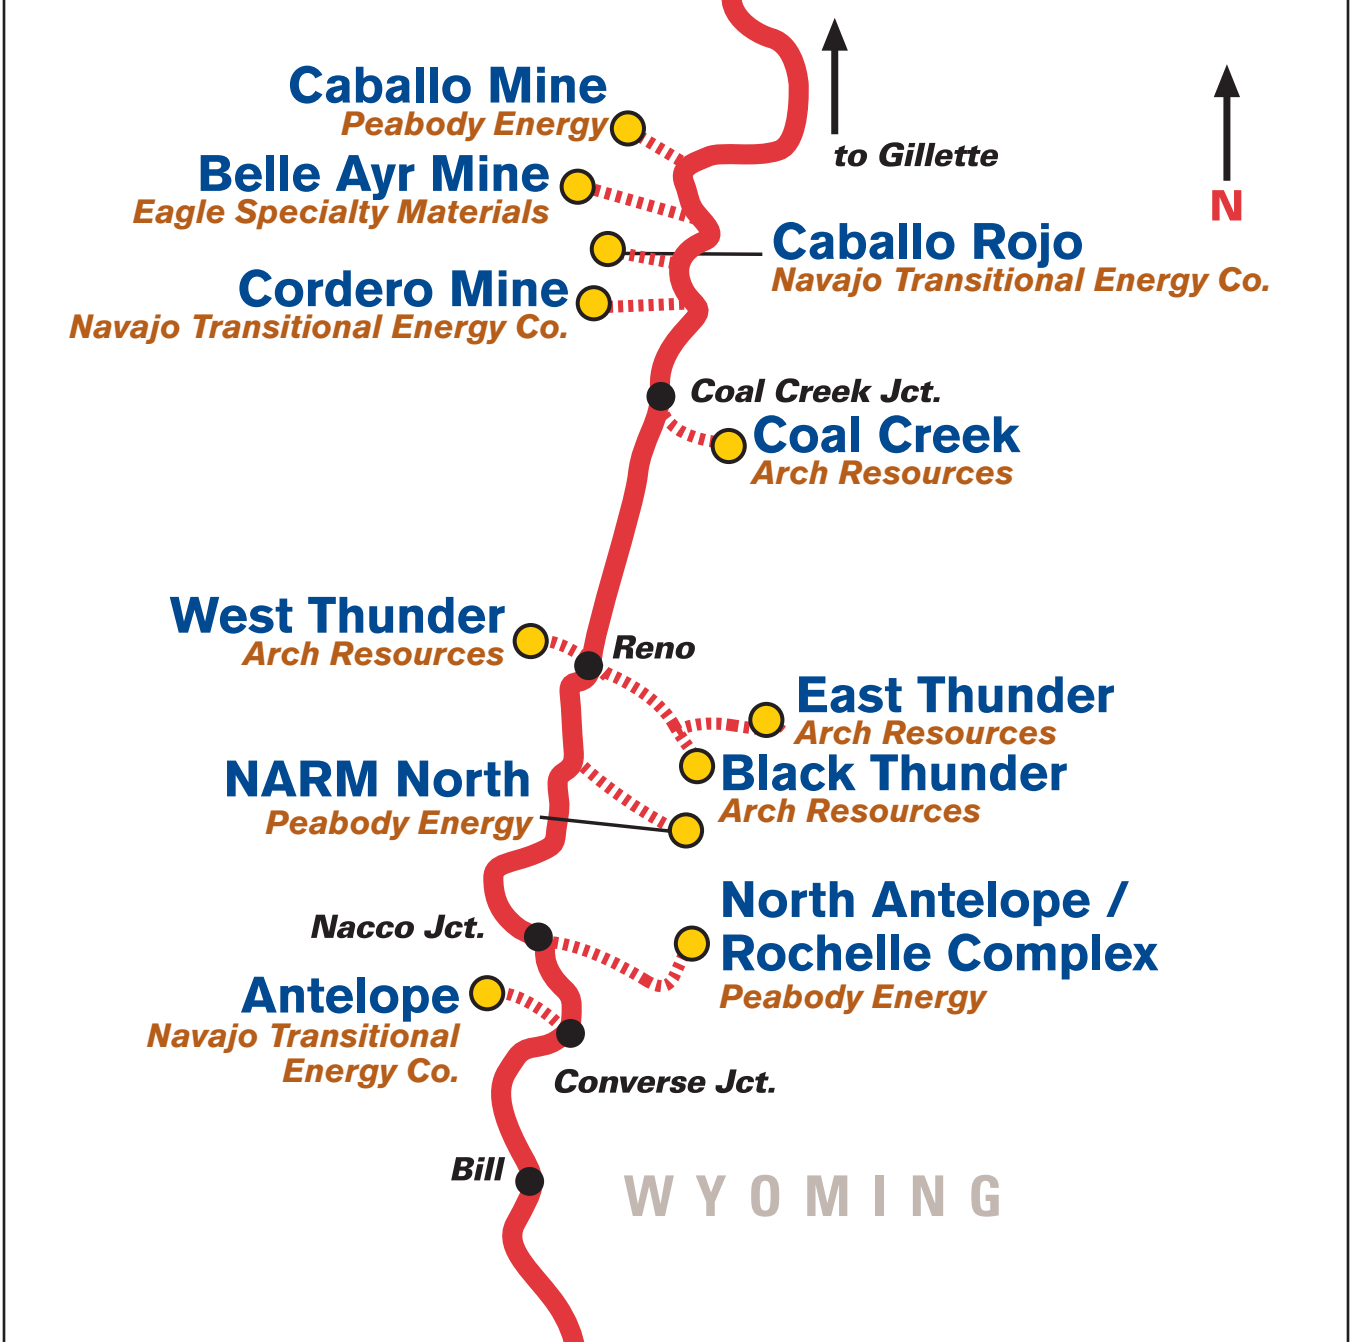 Caballo Mine
Peabody Energy
to Gillette
Belle Ayr Mine
Eagle Specialty Materials
N
Caballo Rojo
Navajo Transitional Energy Co.
Cordero Mine
Navajo Transitional Energy Co.
Coal Creek Jct.
Coal Creek
Arch Resources
West Thunder
Arch Resources
Reno
East Thunder
Arch Resources
Black Thunder
Arch Resources
NARM North
Peabody Energy
North Antelope /
Rochelle Complex
Peabody Energy
Nacco Jct.
Antelope
Navajo Transitional
Energy Co.
Converse Jct.
Bill
WYOMING